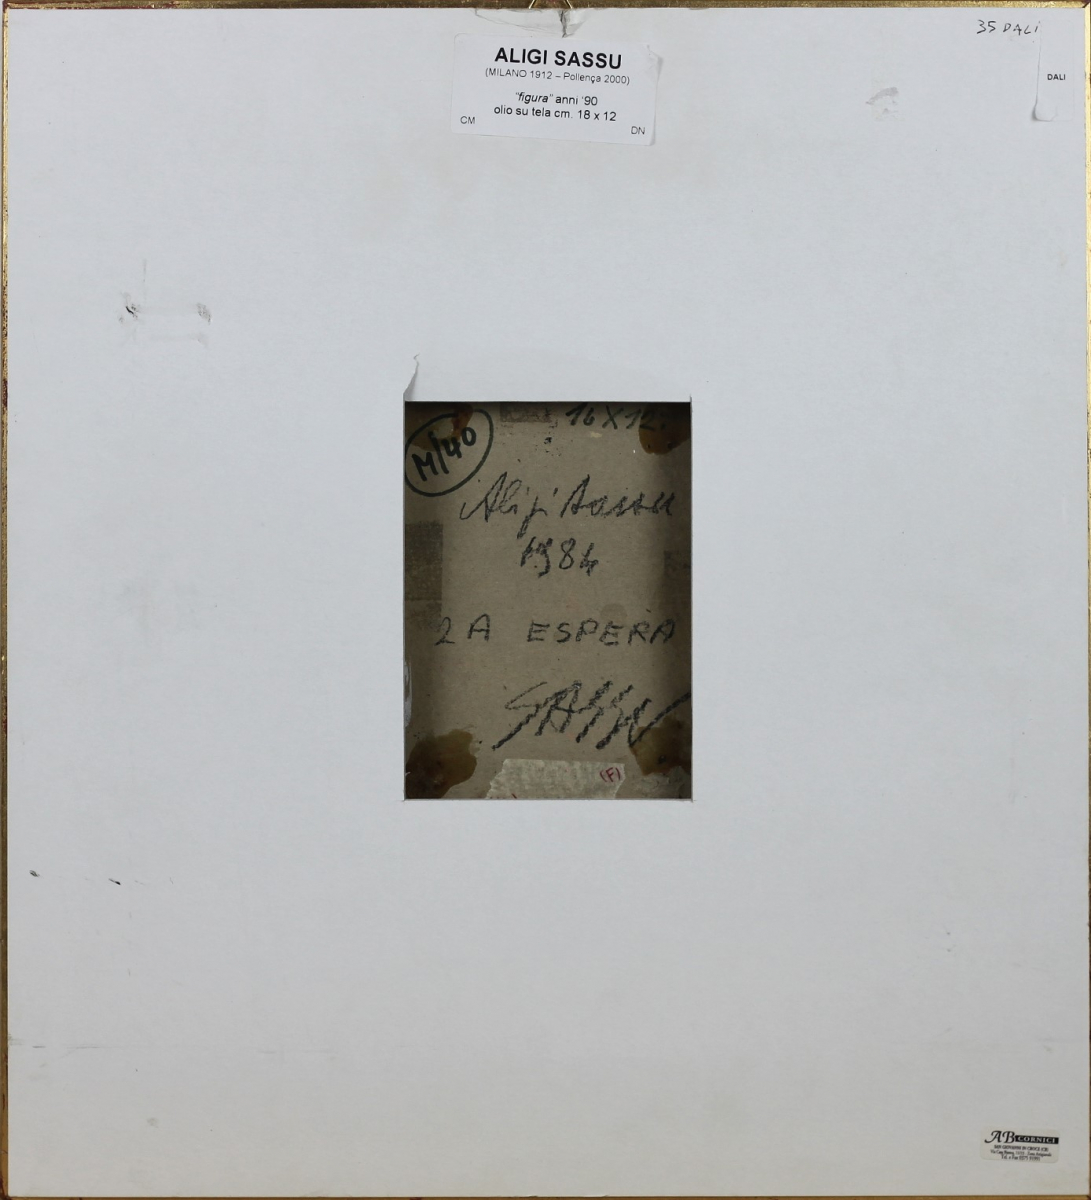 35 DALI
DALI
ALIGI SASSU
(MILANO 1912 – Pollença 2000)
"figura" anni '90
olio su tela cm. 18 x 12
CM DN
M/40
16 X 12
Aligi Sassu
1984
2A ESPERA
SASSU
(F)
AB CORNICI